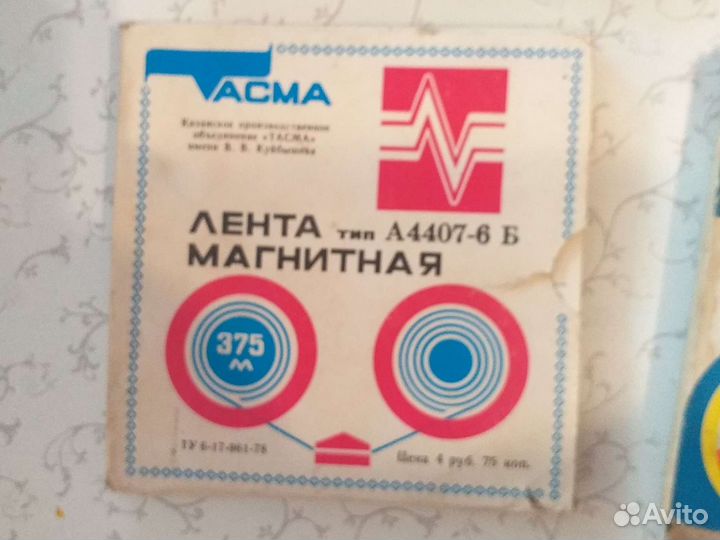 ТАСМА
Казанское производственное
объединение «ТАСМА»
имени В. В. Куйбышева
ЛЕНТА тип А4407-6 Б
МАГНИТНАЯ
375
м
ТУ 6-17-861-78
Цена 4 руб. 75 коп.
Avito